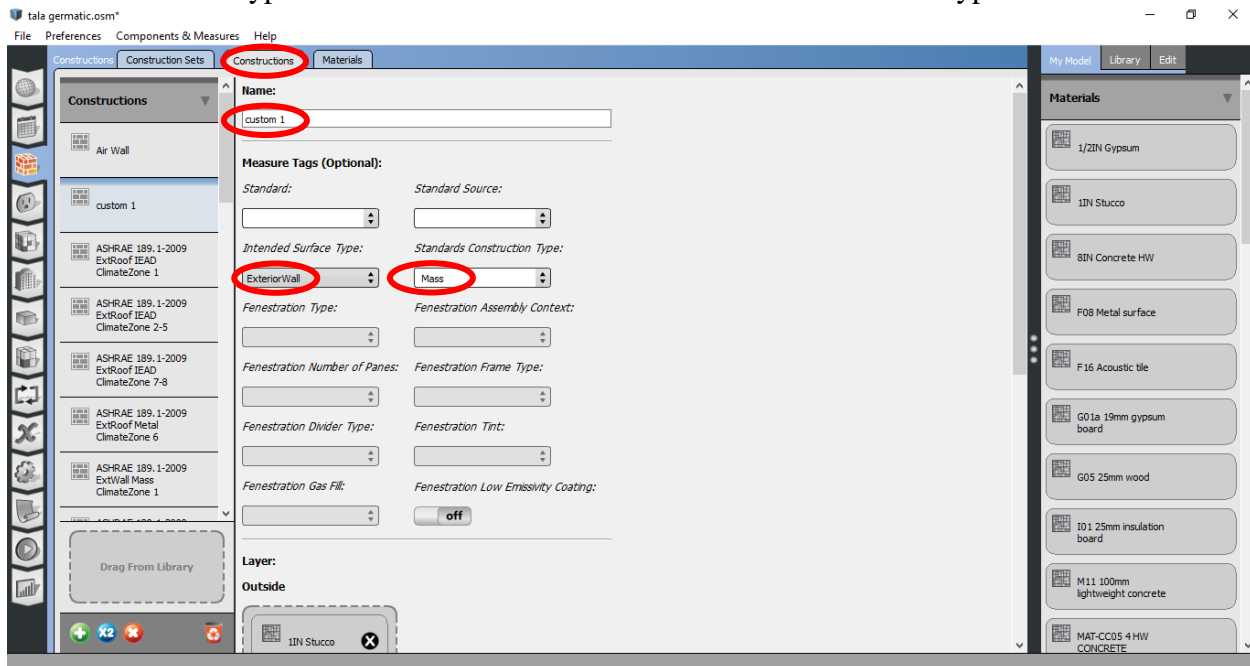 tala germatic.osm*
File Preferences Components & Measures Help
Constructions Construction Sets Constructions Materials
My Model Library Edit
Constructions
Air Wall
custom 1
ASHRAE 189.1-2009
ExtRoof IEAD
ClimateZone 1
ASHRAE 189.1-2009
ExtRoof IEAD
ClimateZone 2-5
ASHRAE 189.1-2009
ExtRoof IEAD
ClimateZone 7-8
ASHRAE 189.1-2009
ExtRoof Metal
ClimateZone 6
ASHRAE 189.1-2009
ExtWall Mass
ClimateZone 1
Drag From Library
X2
Name:
custom 1
Measure Tags (Optional):
Standard: Standard Source:
Intended Surface Type: Standards Construction Type:
ExteriorWall Mass
Fenestration Type: Fenestration Assembly Context:
Fenestration Number of Panes: Fenestration Frame Type:
Fenestration Divider Type: Fenestration Tint:
Fenestration Gas Fill: Fenestration Low Emissivity Coating:
off
Layer:
Outside
1IN Stucco
Materials
1/2IN Gypsum
1IN Stucco
8IN Concrete HW
F08 Metal surface
F16 Acoustic tile
G01a 19mm gypsum
board
G05 25mm wood
I01 25mm insulation
board
M11 100mm
lightweight concrete
MAT-CC05 4 HW
CONCRETE